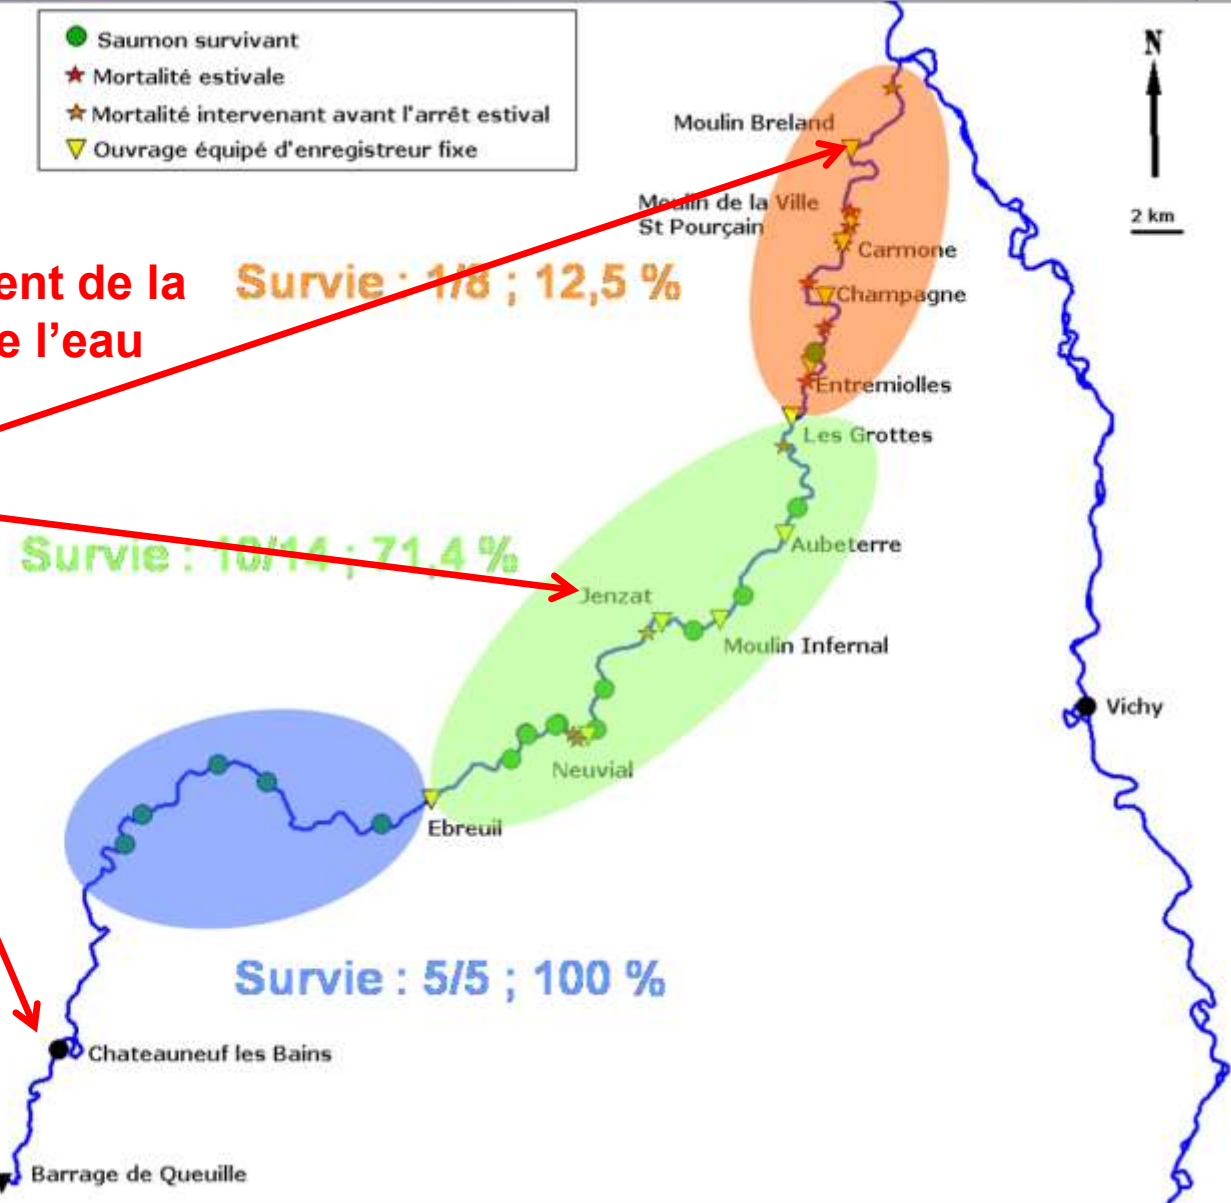 Saumon survivant
Mortalité estivale
Mortalité intervenant avant l'arrêt estival
Ouvrage équipé d'enregistreur fixe
N
2 km
Moulin Breland
Moulin de la Ville
St Pourçain
Carmone
ent de la
e l'eau
Survie : 1/8 ; 12,5 %
Champagne
Entremiolles
Les Grottes
Survie : 10/14 ; 71,4 %
Aubeterre
Jenzat
Moulin Infernal
Vichy
Neuvial
Ebreuil
Survie : 5/5 ; 100 %
Chateauneuf les Bains
Barrage de Queuille